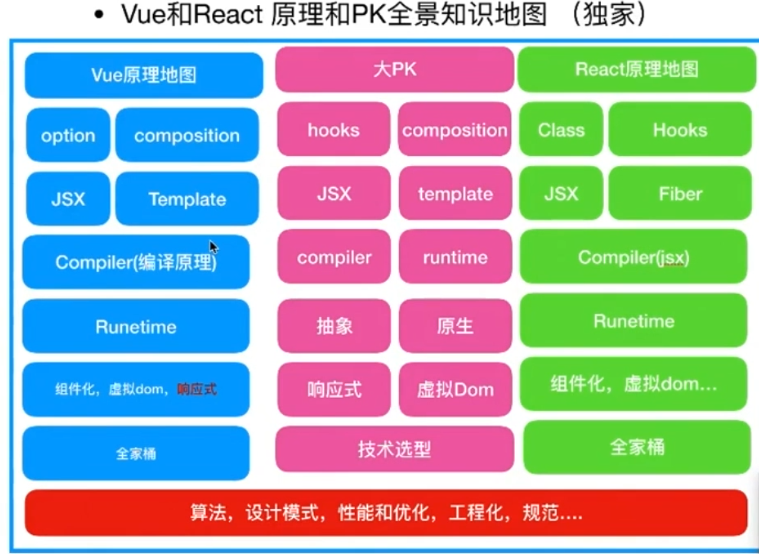 • Vue和React 原理和PK全景知识地图 （独家）
Vue原理地图
大PK
React原理地图
option
composition
hooks
composition
Class
Hooks
JSX
Template
JSX
template
JSX
Fiber
Compiler(编译原理)
compiler
runtime
Compiler(jsx)
Runetime
抽象
原生
Runetime
组件化，虚拟dom，响应式
响应式
虚拟Dom
组件化，虚拟dom...
全家桶
技术选型
全家桶
算法，设计模式，性能和优化，工程化，规范....